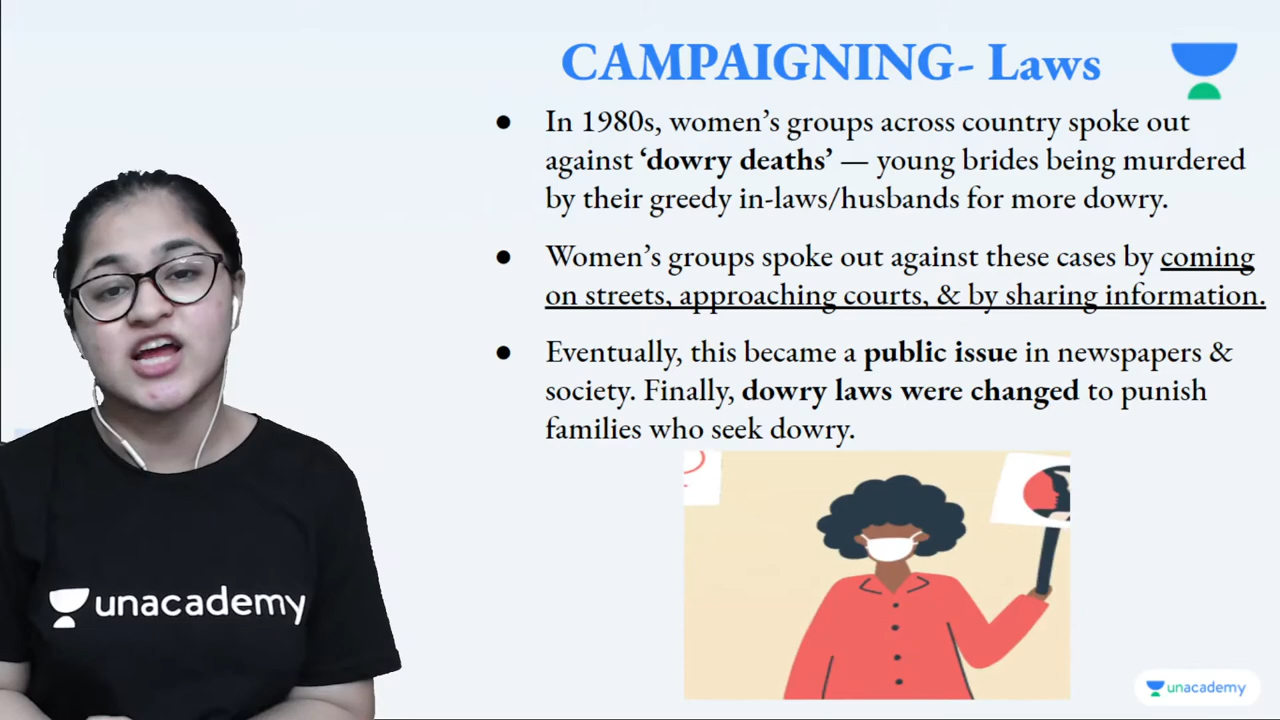 CAMPAIGNING- Laws
● In 1980s, women’s groups across country spoke out
against ‘dowry deaths’ — young brides being murdered
by their greedy in-laws/husbands for more dowry.
● Women’s groups spoke out against these cases by coming
on streets, approaching courts, & by sharing information.
● Eventually, this became a public issue in newspapers &
society. Finally, dowry laws were changed to punish
families who seek dowry.
unacademy
unacademy